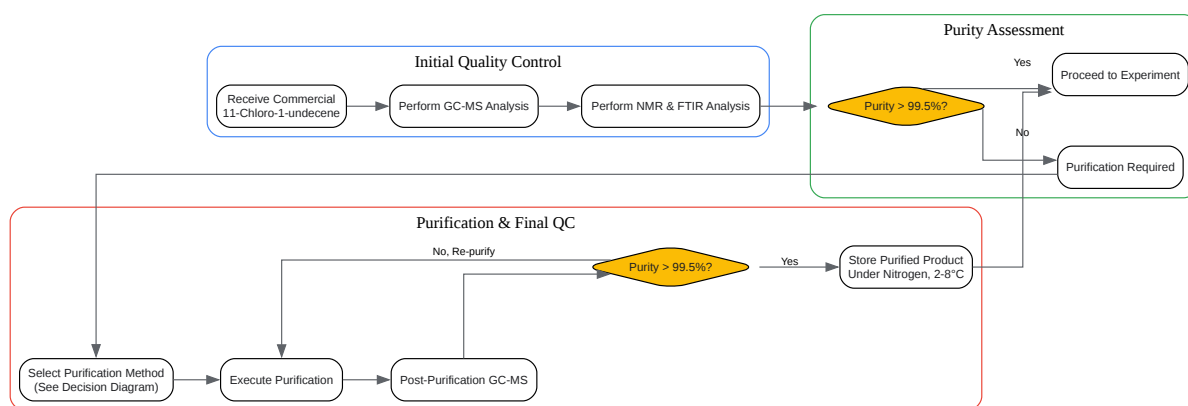 Purity Assessment
Initial Quality Control
Yes
Proceed to Experiment
Receive Commercial
11-Chloro-1-undecene
Perform GC-MS Analysis
Perform NMR & FTIR Analysis
Purity > 99.5%?
No
Purification Required
Purification & Final QC
No, Re-purify
Purity > 99.5%?
Yes
Store Purified Product
Under Nitrogen, 2-8°C
Select Purification Method
(See Decision Diagram)
Execute Purification
Post-Purification GC-MS